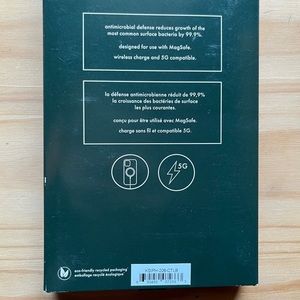 antimicrobial defense reduces growth of the
most common surface bacteria by 99.9%.
designed for use with MagSafe.
wireless charge and 5G compatible.
la défense antimicrobienne réduit de 99,9%
la croissance des bactéries de surface
les plus courantes.
conçu pour être utilisé avec MagSafe.
charge sans fil et compatible 5G.
5G
eco-friendly recycled packaging
emballage recyclé écologique
KSIPH-208-CTLB